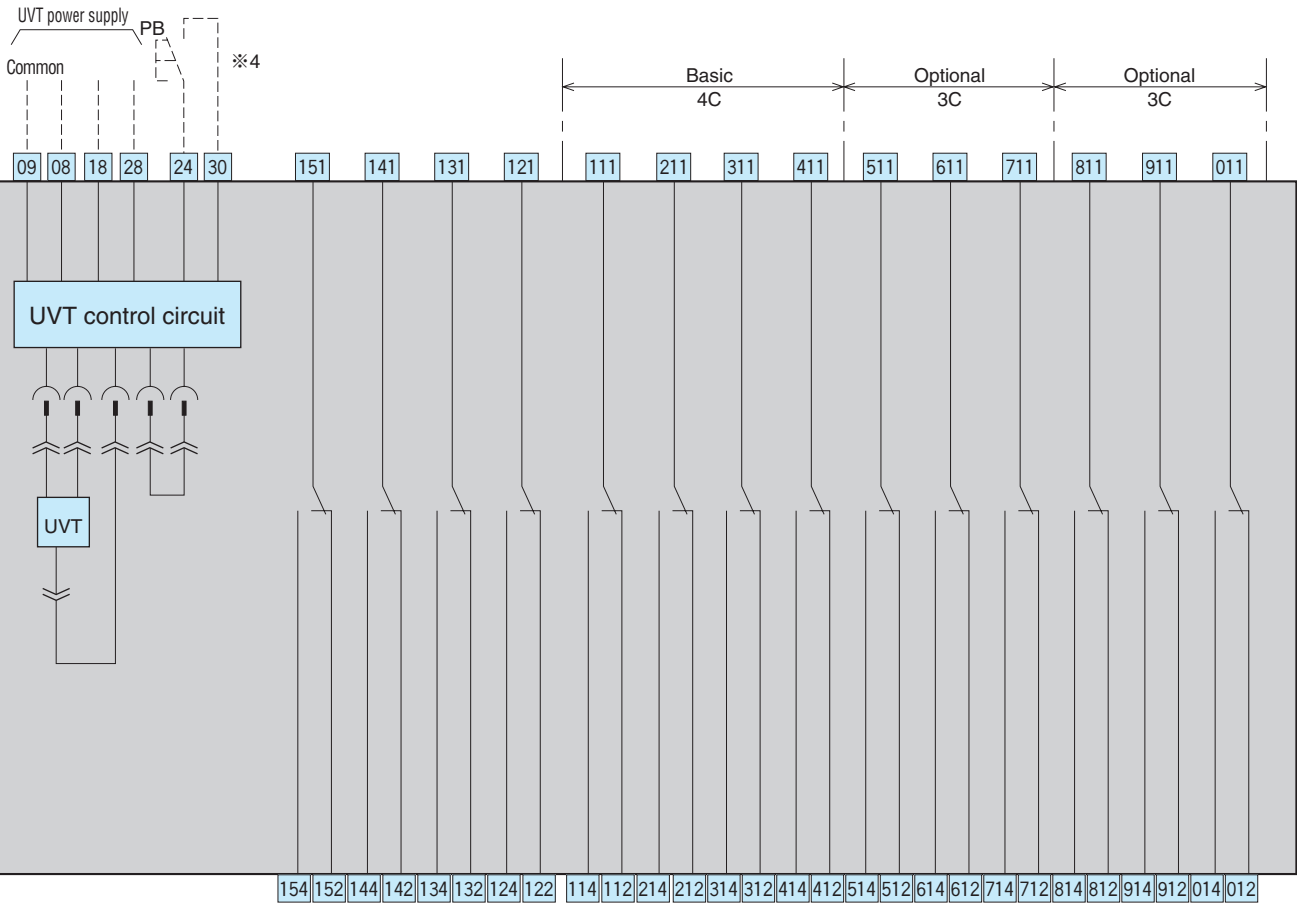 UVT power supply
PB
※4
Common
Basic
Optional
Optional
4C
3C
3C
09 08 18 28 24 30 151 141 131 121 111 211 311 411 511 611 711 811 911 011
UVT control circuit
UVT
154 152 144 142 134 132 124 122 114 112 214 212 314 312 414 412 514 512 614 612 714 712 814 812 914 912 014 012